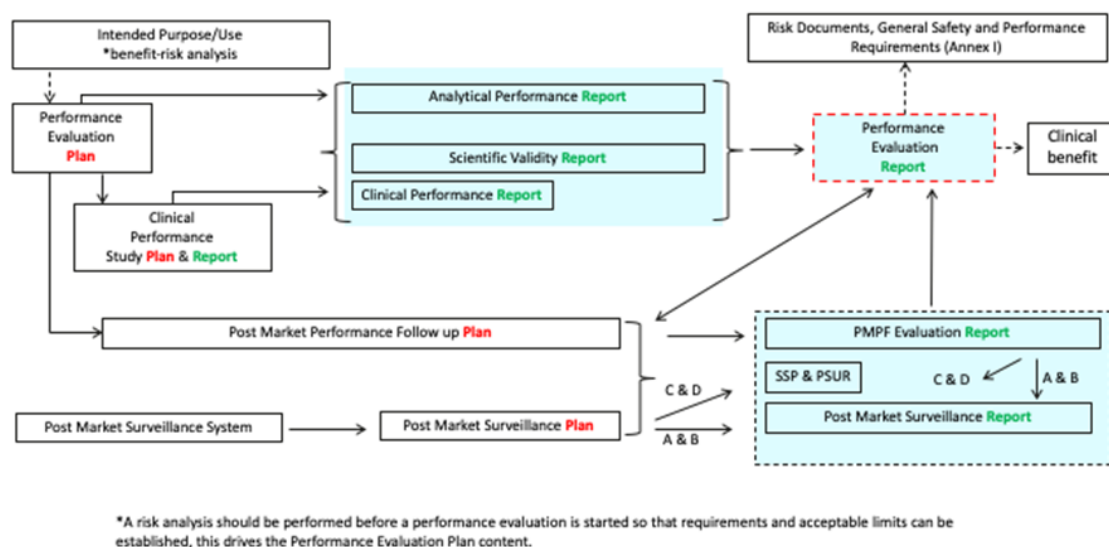 Intended Purpose/Use
*benefit-risk analysis
Risk Documents, General Safety and Performance
Requirements (Annex I)
Performance
Evaluation
Plan
Analytical Performance Report
Scientific Validity Report
Clinical Performance Report
Performance
Evaluation
Report
Clinical
benefit
Clinical
Performance
Study Plan & Report
Post Market Performance Follow up Plan
PMPF Evaluation Report
SSP & PSUR
C & D
A & B
C & D
Post Market Surveillance System
Post Market Surveillance Plan
A & B
Post Market Surveillance Report
*A risk analysis should be performed before a performance evaluation is started so that requirements and acceptable limits can be
established, this drives the Performance Evaluation Plan content.